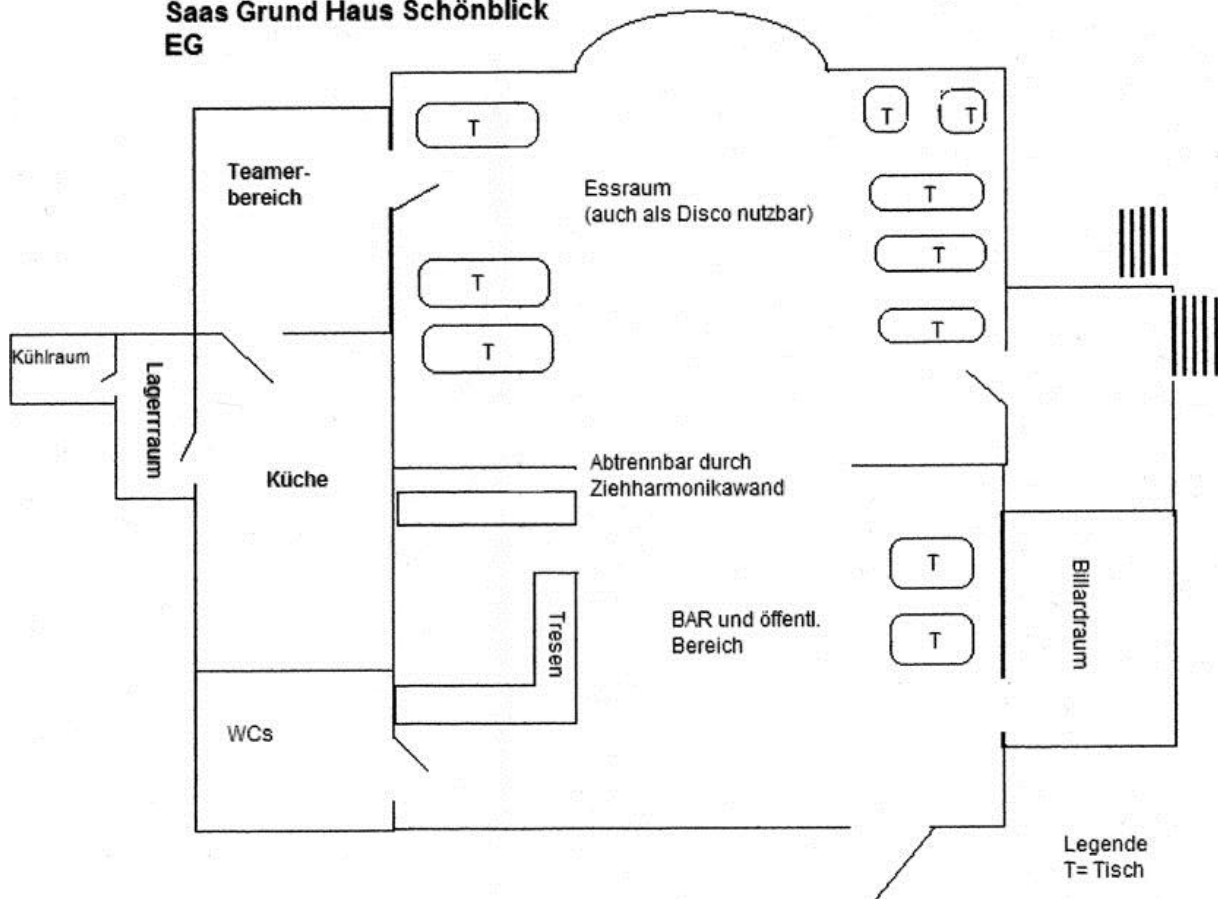 Saas Grund Haus Schönblick
EG
T
T
T
Teamer-
bereich
Essraum
(auch als Disco nutzbar)
T
T
T
T
Kühlraum
T
T
Lagerrraum
Küche
Abtrennbar durch
Ziehharmonikawand
T
Billardraum
Tresen
BAR und öffentl.
Bereich
T
WCs
Legende
T= Tisch